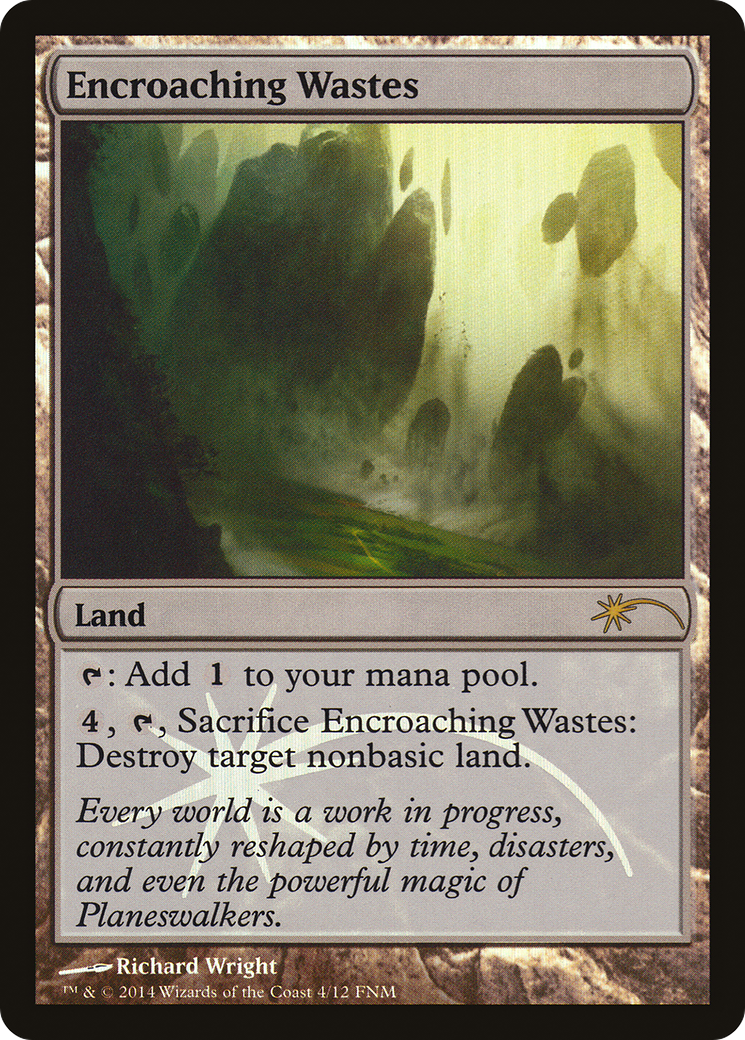 Encroaching Wastes
Land
: Add 1 to your mana pool.
4, , Sacrifice Encroaching Wastes:
Destroy target nonbasic land.
Every world is a work in progress,
constantly reshaped by time, disasters,
and even the powerful magic of
Planeswalkers.
Richard Wright
™ & © 2014 Wizards of the Coast 4/12 FNM